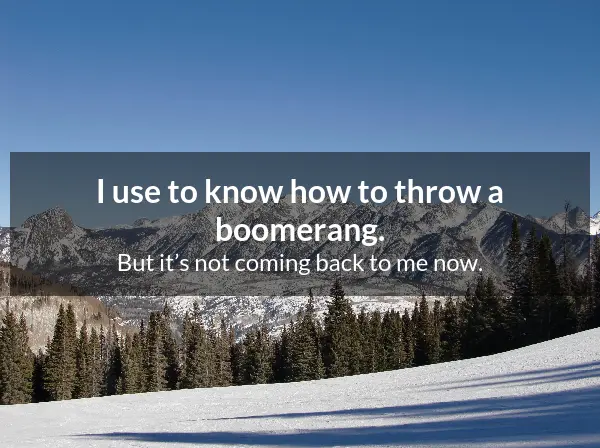 I use to know how to throw a
boomerang.
But it’s not coming back to me now.